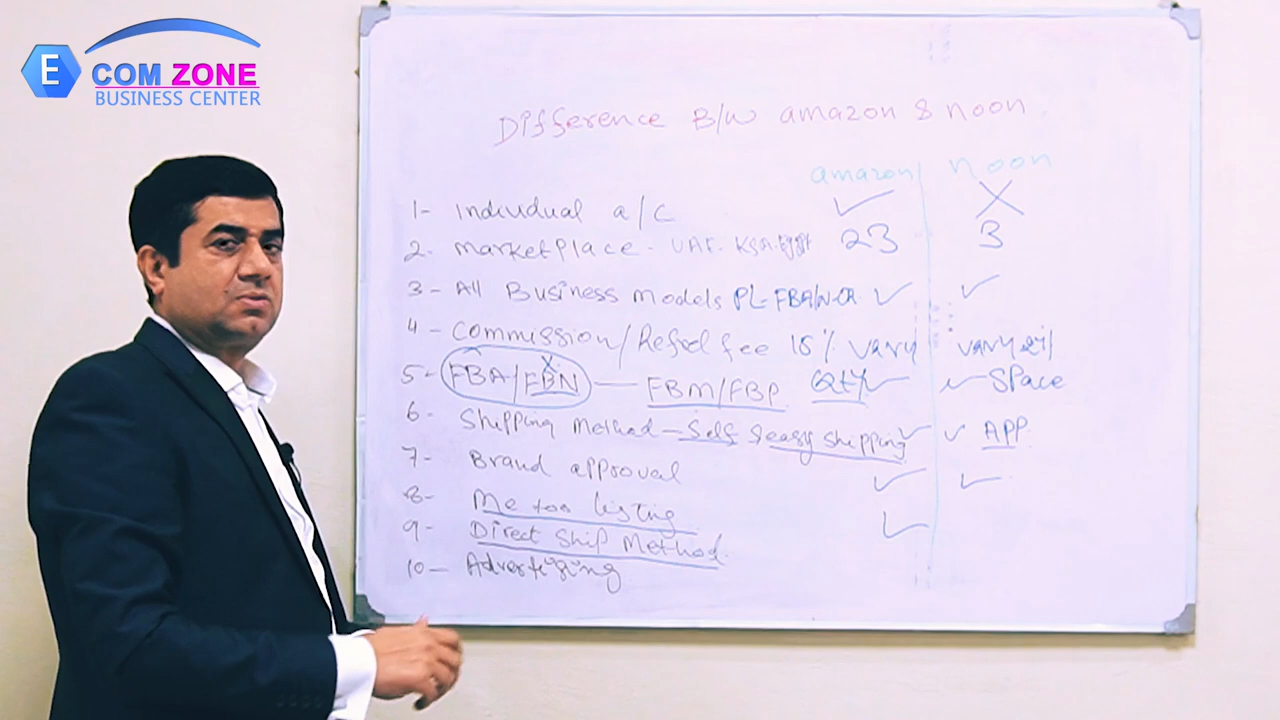 E COM ZONE
BUSINESS CENTER
Difference B/W amazon & noon
amazon noon
1- Individual a/c ✓ X
2- Marketplace - UAE. KSA. Egypt 23 3
3- All Business Models PL- FBA/ ✓ ✓
4- Commission/ fee 15% vary vary
5- FBA/FBN — FBM/FBP Qty ✓ ✓ Space
6- Shipping Method - Self & easy shipping ✓ ✓ APP
7- Brand approval ✓ ✓
8- Me too listing ✓
9- Direct Ship Method
10- Advertising